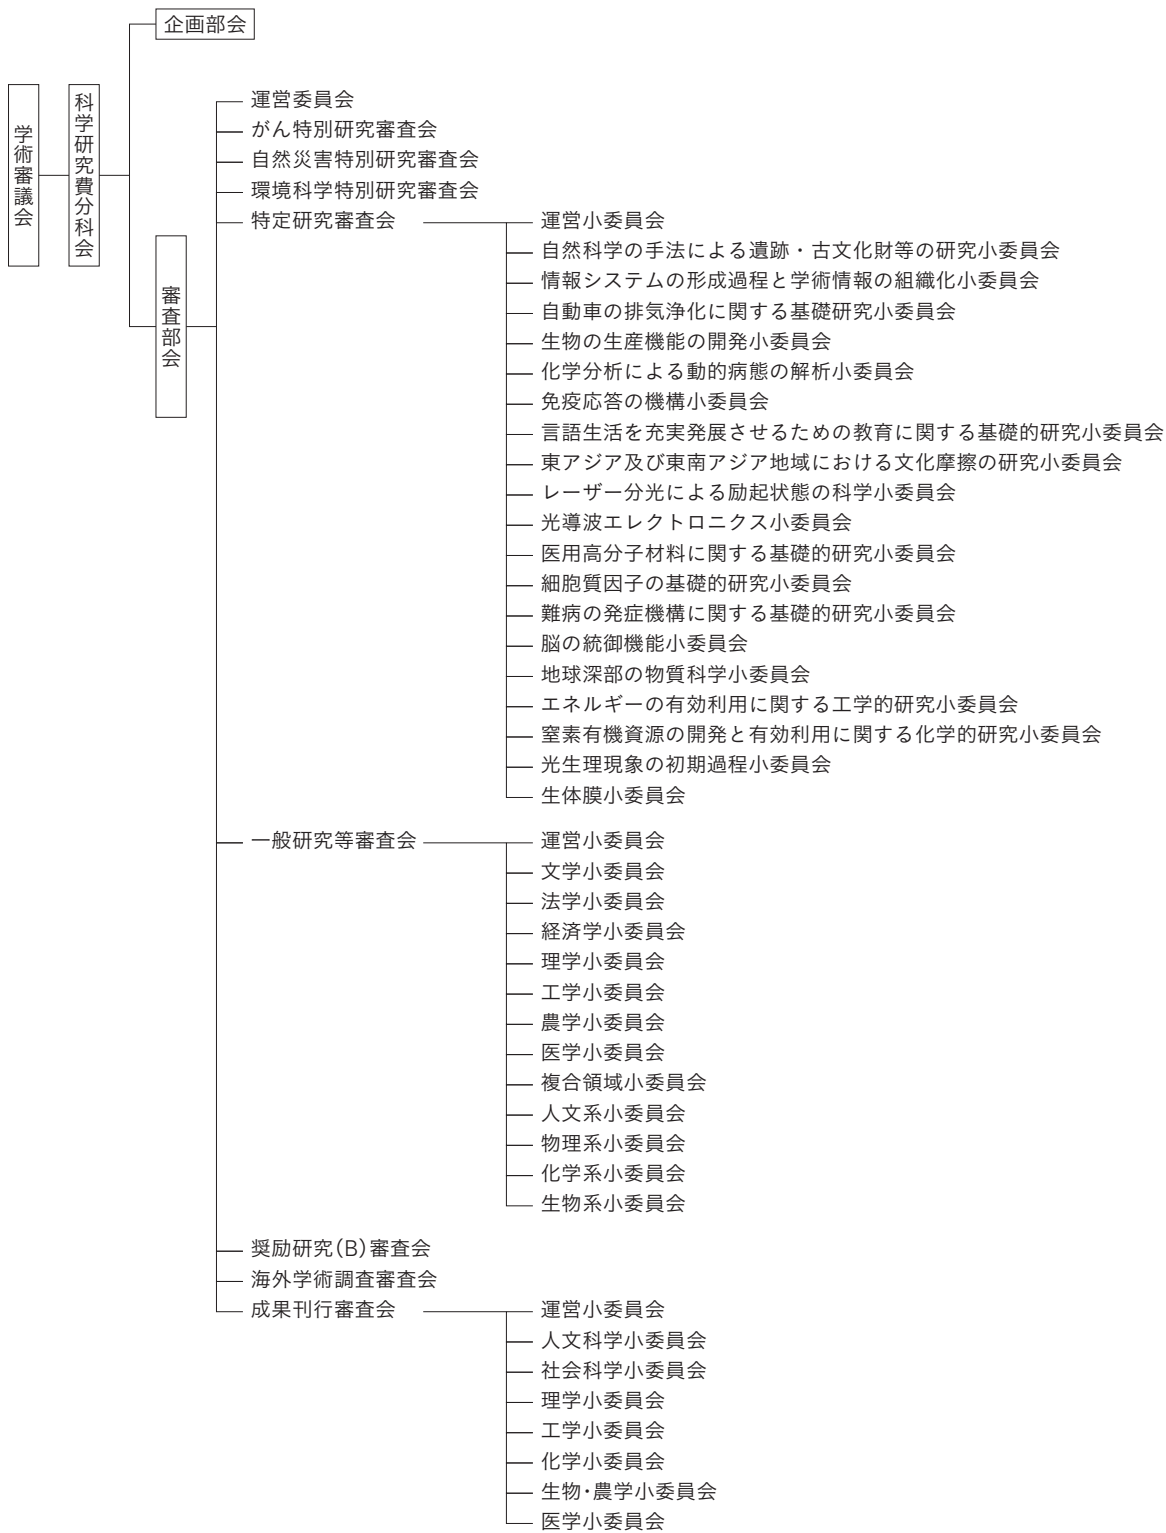 企画部会
学術審議会
科学研究費分科会
審査部会
運営委員会
がん特別研究審査会
自然災害特別研究審査会
環境科学特別研究審査会
特定研究審査会
運営小委員会
自然科学の手法による遺跡・古文化財等の研究小委員会
情報システムの形成過程と学術情報の組織化小委員会
自動車の排気浄化に関する基礎研究小委員会
生物の生産機能の開発小委員会
化学分析による動的病態の解析小委員会
免疫応答の機構小委員会
言語生活を充実発展させるための教育に関する基礎的研究小委員会
東アジア及び東南アジア地域における文化摩擦の研究小委員会
レーザー分光による励起状態の科学小委員会
光導波エレクトロニクス小委員会
医用高分子材料に関する基礎的研究小委員会
細胞質因子の基礎的研究小委員会
難病の発症機構に関する基礎的研究小委員会
脳の統御機能小委員会
地球深部の物質科学小委員会
エネルギーの有効利用に関する工学的研究小委員会
窒素有機資源の開発と有効利用に関する化学的研究小委員会
光生理現象の初期過程小委員会
生体膜小委員会
一般研究等審査会
運営小委員会
文学小委員会
法学小委員会
経済学小委員会
理学小委員会
工学小委員会
農学小委員会
医学小委員会
複合領域小委員会
人文系小委員会
物理系小委員会
化学系小委員会
生物系小委員会
奨励研究(B)審査会
海外学術調査審査会
成果刊行審査会
運営小委員会
人文科学小委員会
社会科学小委員会
理学小委員会
工学小委員会
化学小委員会
生物・農学小委員会
医学小委員会